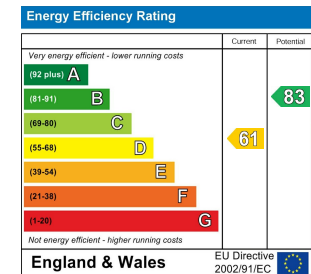 Energy Efficiency Rating
Current Potential
Very energy efficient - lower running costs
(92 plus) A
(81-91) B
83
(69-80) C
(55-68) D
61
(39-54) E
(21-38) F
(1-20) G
Not energy efficient - higher running costs
England & Wales
EU Directive
2002/91/EC